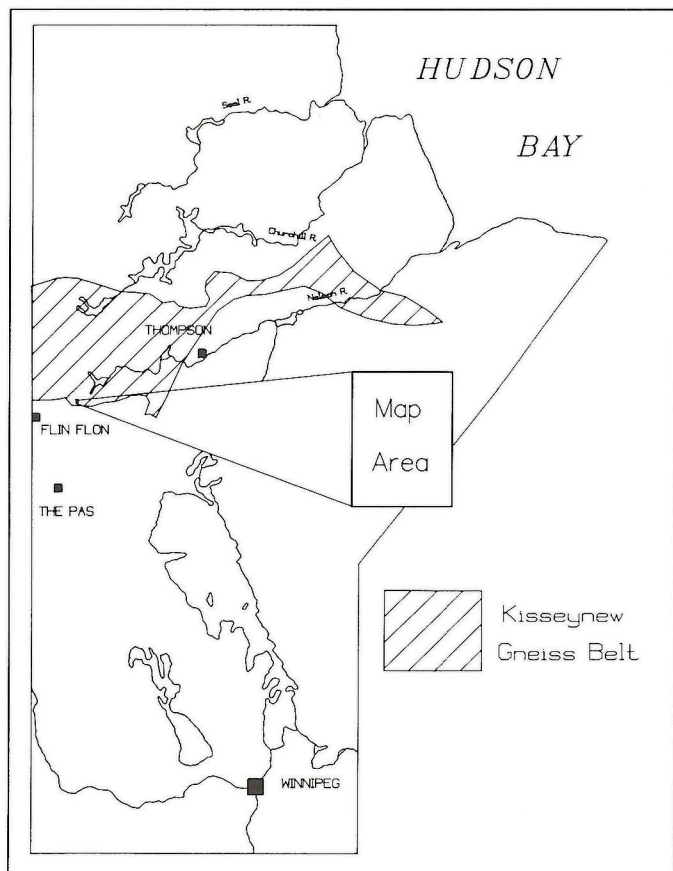 HUDSON
BAY
Seal R.
Churchill R.
Nelson R.
THOMPSON
Map
Area
FLIN FLON
THE PAS
Kisseynew
Gneiss Belt
WINNIPEG